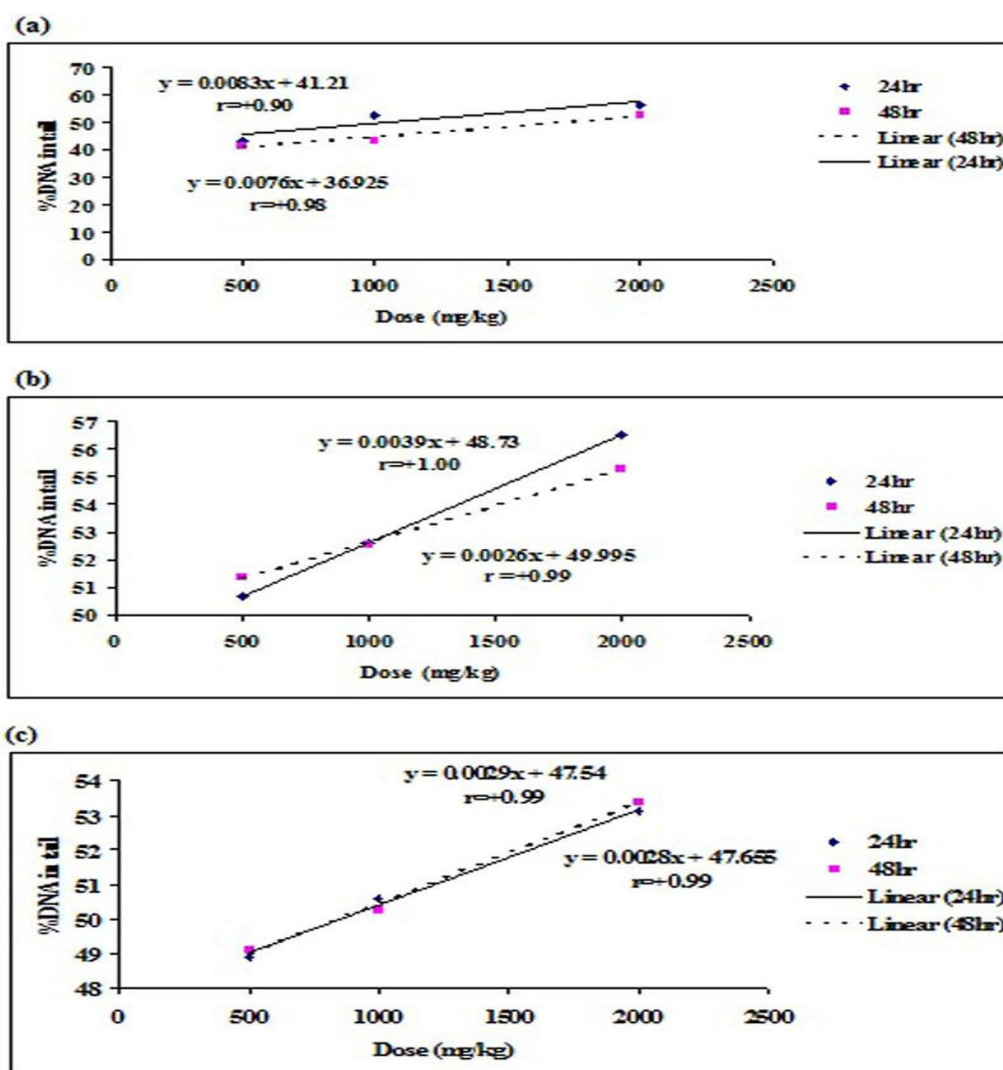 (a)
y = 0.0083x + 41.21
r=+0.90
y = 0.0076x + 36.925
r=+0.98
%DNA in tail
70
60
50
40
30
20
10
0
0 500 1000 1500 2000 2500
Dose (mg/kg)
24hr
48hr
Linear (48hr)
Linear (24hr)
(b)
y = 0.0039x + 48.73
r=+1.00
y = 0.0026x + 49.995
r =+0.99
%DNA in tail
57
56
55
54
53
52
51
50
0 500 1000 1500 2000 2500
Dose (mg/kg)
24hr
48hr
Linear (24hr)
Linear (48hr)
(c)
y = 0.0029x + 47.54
r=+0.99
y = 0.0028x + 47.655
r=+0.99
%DNA in tail
54
53
52
51
50
49
48
0 500 1000 1500 2000 2500
Dose (mg/kg)
24hr
48hr
Linear (24hr)
Linear (48hr)